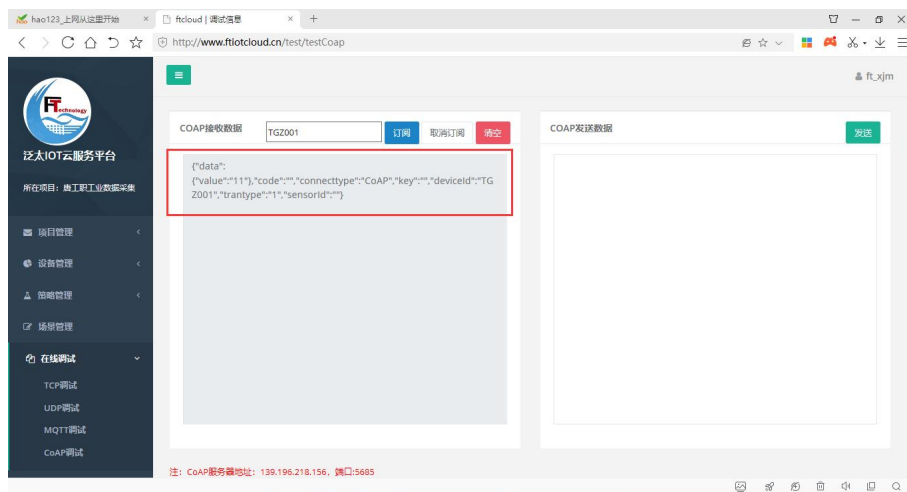 hao123_上网从这里开始
ftcloud | 调试信息
http://www.ftiotcloud.cn/test/testCoap
ft_xjm
FT
echnology
泛太IOT云服务平台
所在项目：唐工职工业数据采集
项目管理
设备管理
策略管理
场景管理
在线调试
TCP调试
UDP调试
MQTT调试
CoAP调试
COAP接收数据
TGZ001
订阅
取消订阅
清空
{"data":
{"value":"11"},"code":"","connecttype":"CoAP","key":"","deviceId":"TG
Z001","trantype":"1","sensorId":""}
COAP发送数据
发送
注：CoAP服务器地址：139.196.218.156，端口:5685